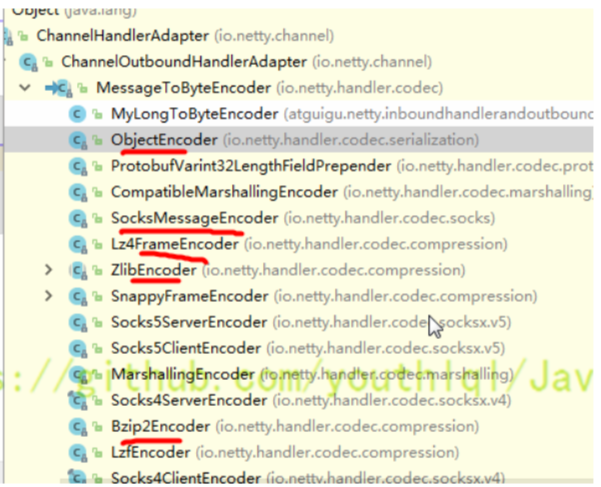 Object (java.lang)
ChannelHandlerAdapter (io.netty.channel)
ChannelOutboundHandlerAdapter (io.netty.channel)
MessageToByteEncoder (io.netty.handler.codec)
MyLongToByteEncoder (atguigu.netty.inboundhandlerandoutbounc
ObjectEncoder (io.netty.handler.codec.serialization)
ProtobufVarint32LengthFieldPrepender (io.netty.handler.codec.prot
CompatibleMarshallingEncoder (io.netty.handler.codec.marshalling
SocksMessageEncoder (io.netty.handler.codec.socks)
Lz4FrameEncoder (io.netty.handler.codec.compression)
ZlibEncoder (io.netty.handler.codec.compression)
SnappyFrameEncoder (io.netty.handler.codec.compression)
Socks5ServerEncoder (io.netty.handler.codec.socksx.v5)
Socks5ClientEncoder (io.netty.handler.codec.socksx.v5)
MarshallingEncoder (io.netty.handler.codec.marshalling)
s://github.com/youthlql/Jav
Socks4ServerEncoder (io.netty.handler.codec.socksx.v4)
Bzip2Encoder (io.netty.handler.codec.compression)
LzfEncoder (io.netty.handler.codec.compression)
Socks4ClientEncoder (io.netty.handler.codec.socksx.v4)